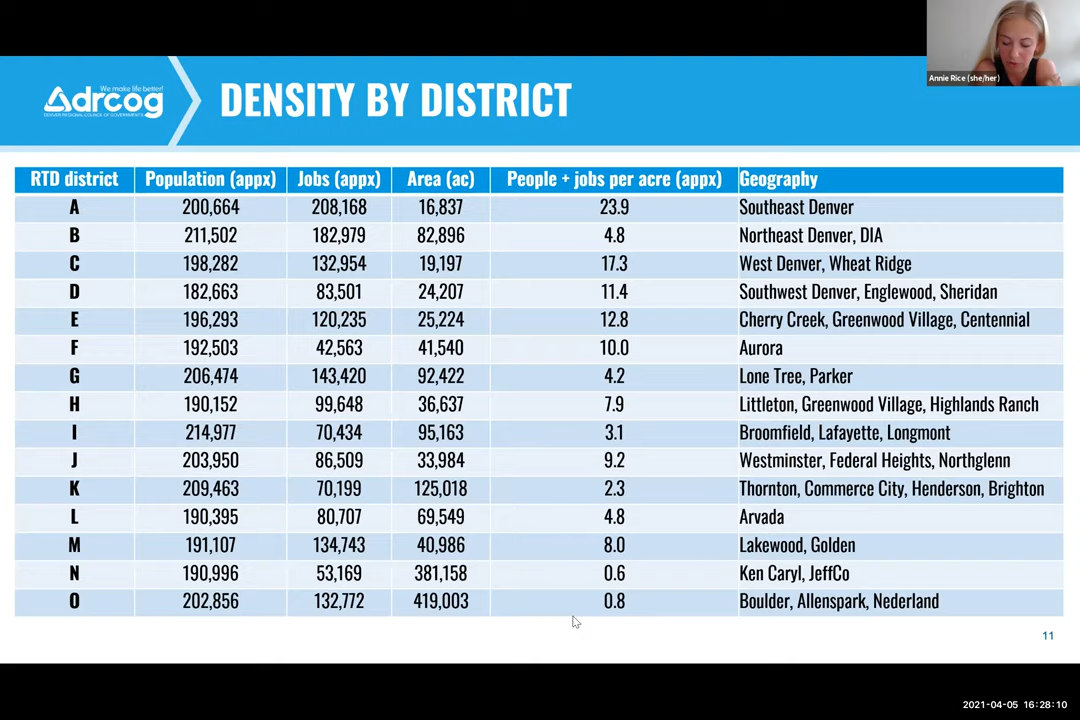 Annie Rice (she/her)
We make life better!
drcog
DENVER REGIONAL COUNCIL OF GOVERNMENTS
DENSITY BY DISTRICT
RTD district Population (appx) Jobs (appx) Area (ac) People + jobs per acre (appx) Geography
A 200,664 208,168 16,837 23.9 Southeast Denver
B 211,502 182,979 82,896 4.8 Northeast Denver, DIA
C 198,282 132,954 19,197 17.3 West Denver, Wheat Ridge
D 182,663 83,501 24,207 11.4 Southwest Denver, Englewood, Sheridan
E 196,293 120,235 25,224 12.8 Cherry Creek, Greenwood Village, Centennial
F 192,503 42,563 41,540 10.0 Aurora
G 206,474 143,420 92,422 4.2 Lone Tree, Parker
H 190,152 99,648 36,637 7.9 Littleton, Greenwood Village, Highlands Ranch
I 214,977 70,434 95,163 3.1 Broomfield, Lafayette, Longmont
J 203,950 86,509 33,984 9.2 Westminster, Federal Heights, Northglenn
K 209,463 70,199 125,018 2.3 Thornton, Commerce City, Henderson, Brighton
L 190,395 80,707 69,549 4.8 Arvada
M 191,107 134,743 40,986 8.0 Lakewood, Golden
N 190,996 53,169 381,158 0.6 Ken Caryl, JeffCo
O 202,856 132,772 419,003 0.8 Boulder, Allenspark, Nederland
11
2021-04-05 16:28:10